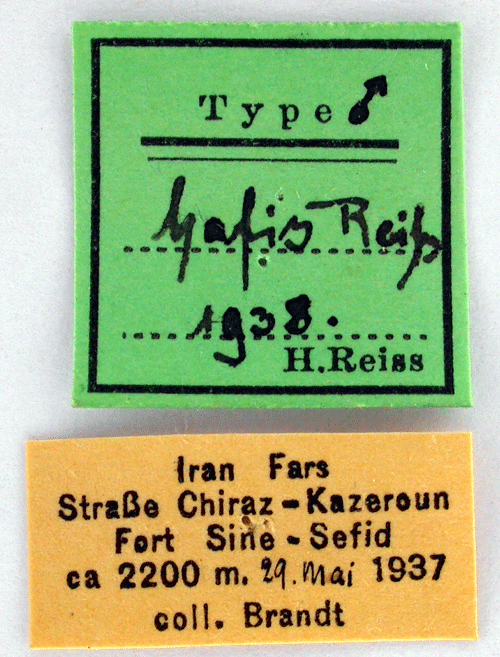 Type ♂
hafis Reiß
1938.
H.Reiss
Iran Fars
Straße Chiraz-Kazeroun
Fort Sine-Sefid
ca 2200 m. 29. Mai 1937
coll. Brandt